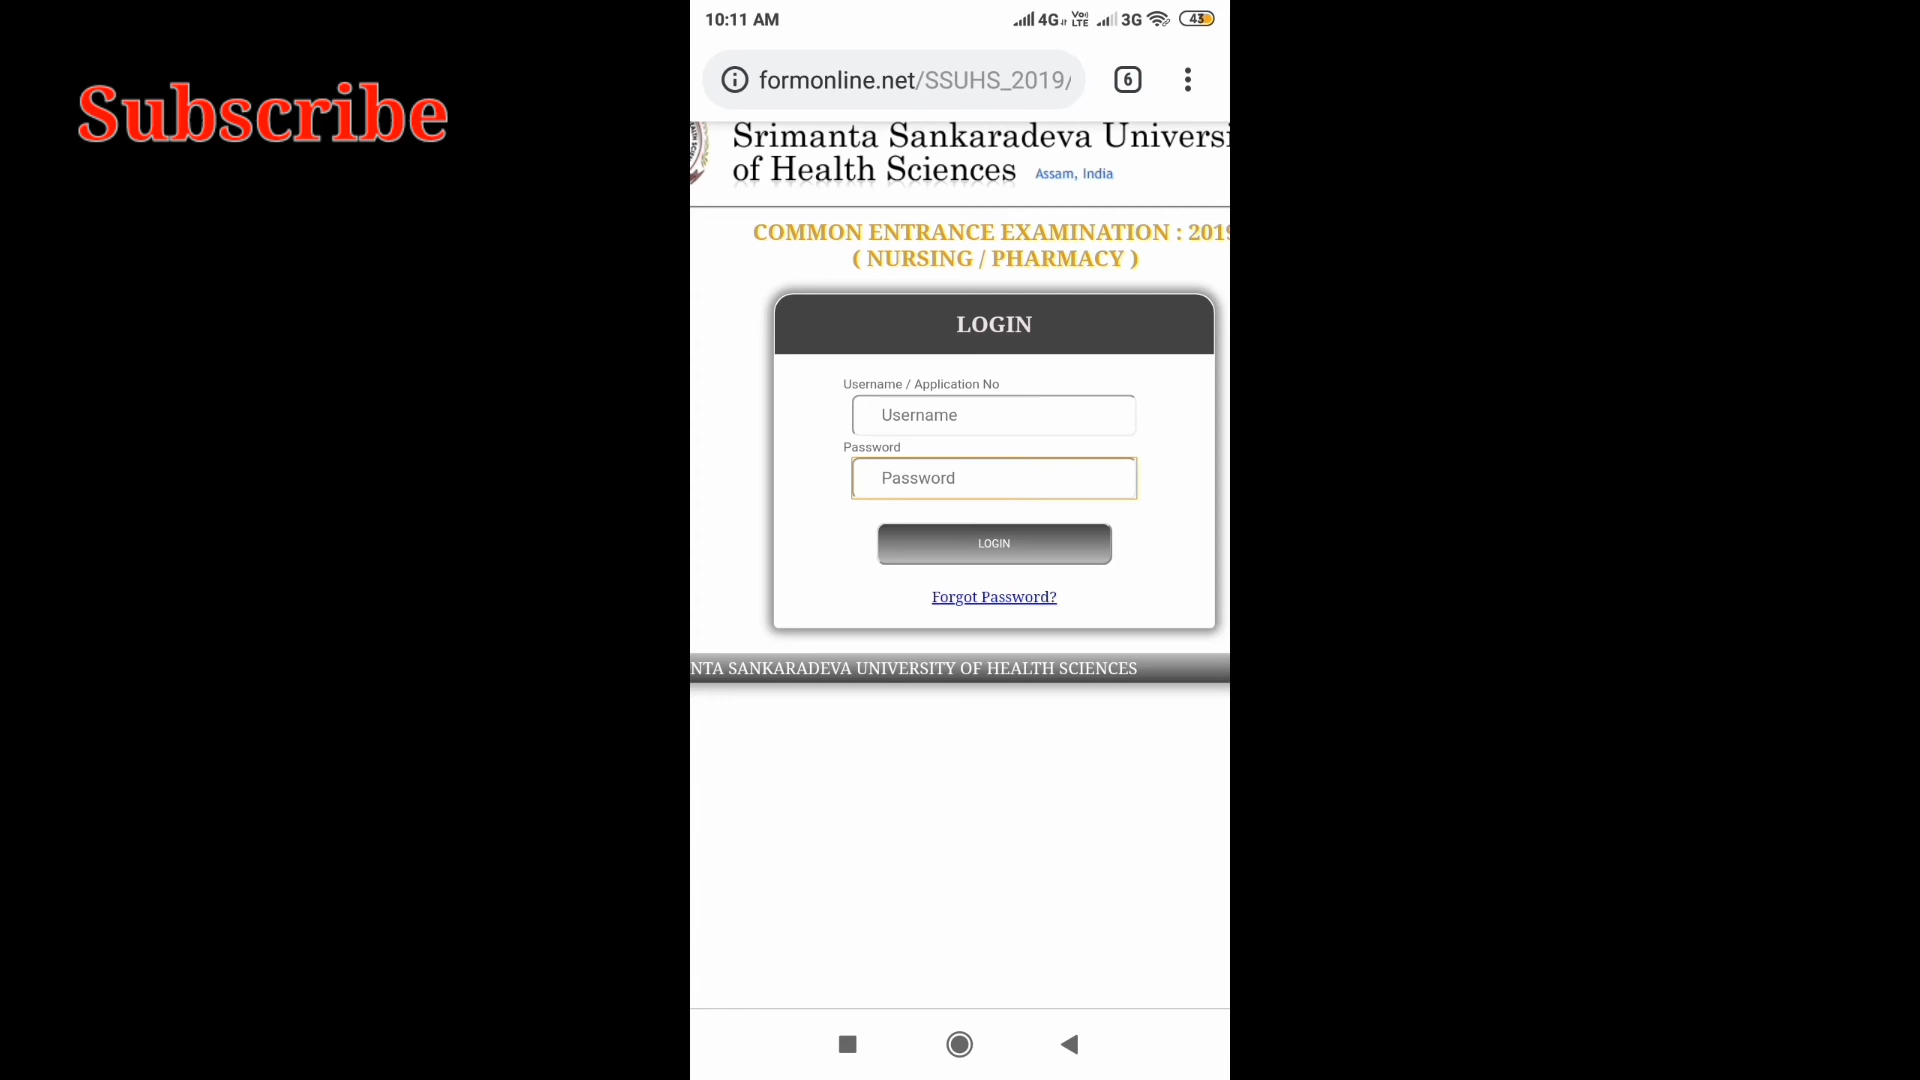 Subscribe
10:11 AM
4G VoLTE 3G 43
formonline.net/SSUHS_2019/
6
Srimanta Sankaradeva Universi
of Health Sciences Assam, India
COMMON ENTRANCE EXAMINATION : 2019
( NURSING / PHARMACY )
LOGIN
Username / Application No
Username
Password
Password
LOGIN
Forgot Password?
NTA SANKARADEVA UNIVERSITY OF HEALTH SCIENCES